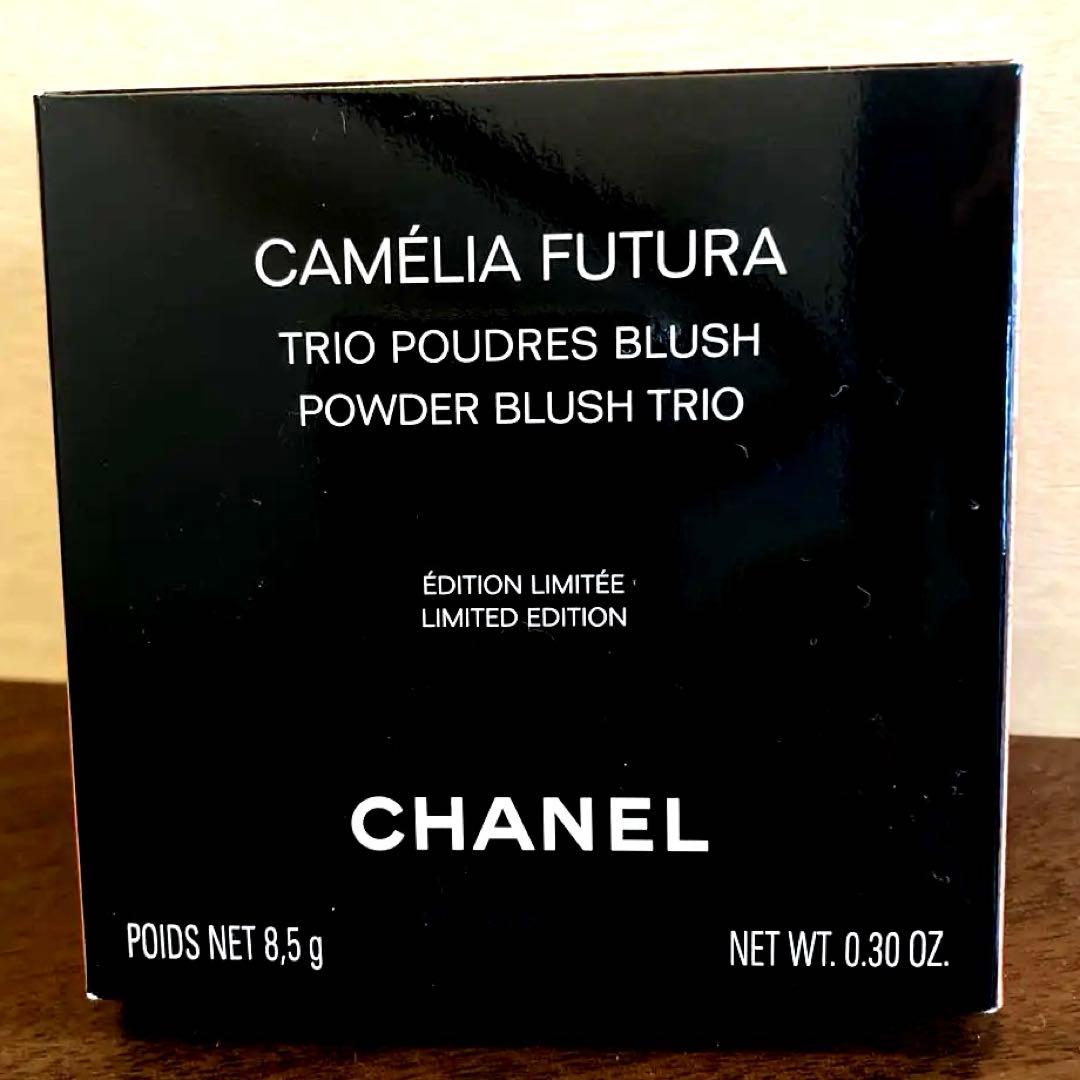 CAMÉLIA FUTURA
TRIO POUDRES BLUSH
POWDER BLUSH TRIO
ÉDITION LIMITÉE
LIMITED EDITION
CHANEL
POIDS NET 8,5 g
NET WT. 0.30 OZ.